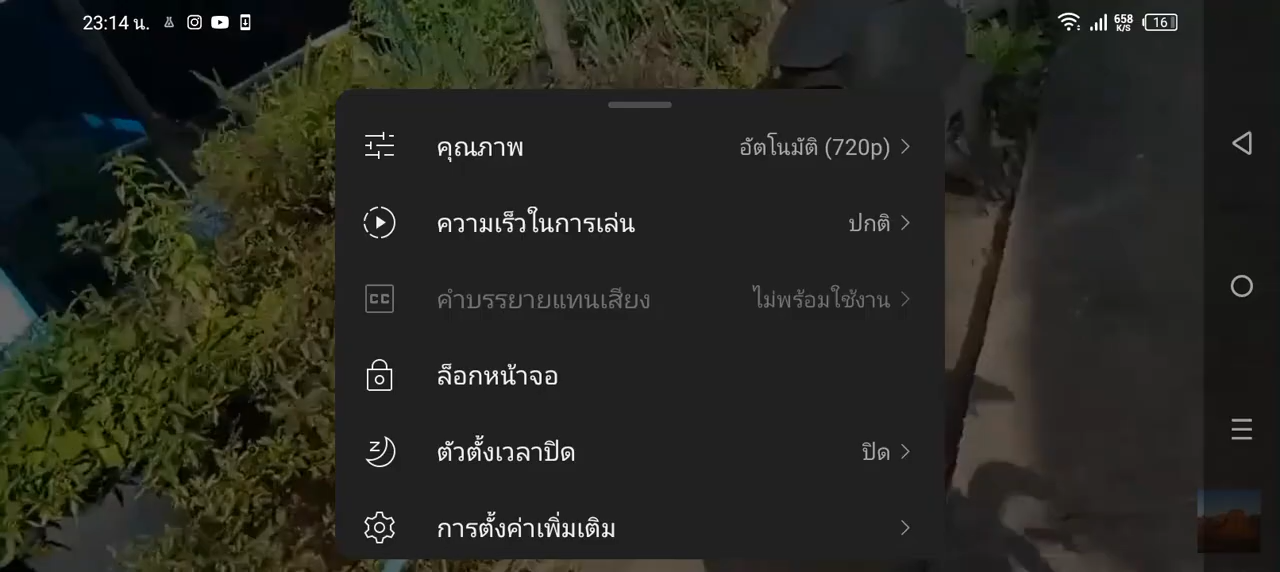 23:14 น. 658 K/S 16
คุณภาพ อัตโนมัติ (720p)
ความเร็วในการเล่น ปกติ
CC คำบรรยายแทนเสียง ไม่พร้อมใช้งาน
ล็อกหน้าจอ
ตัวตั้งเวลาปิด ปิด
การตั้งค่าเพิ่มเติม